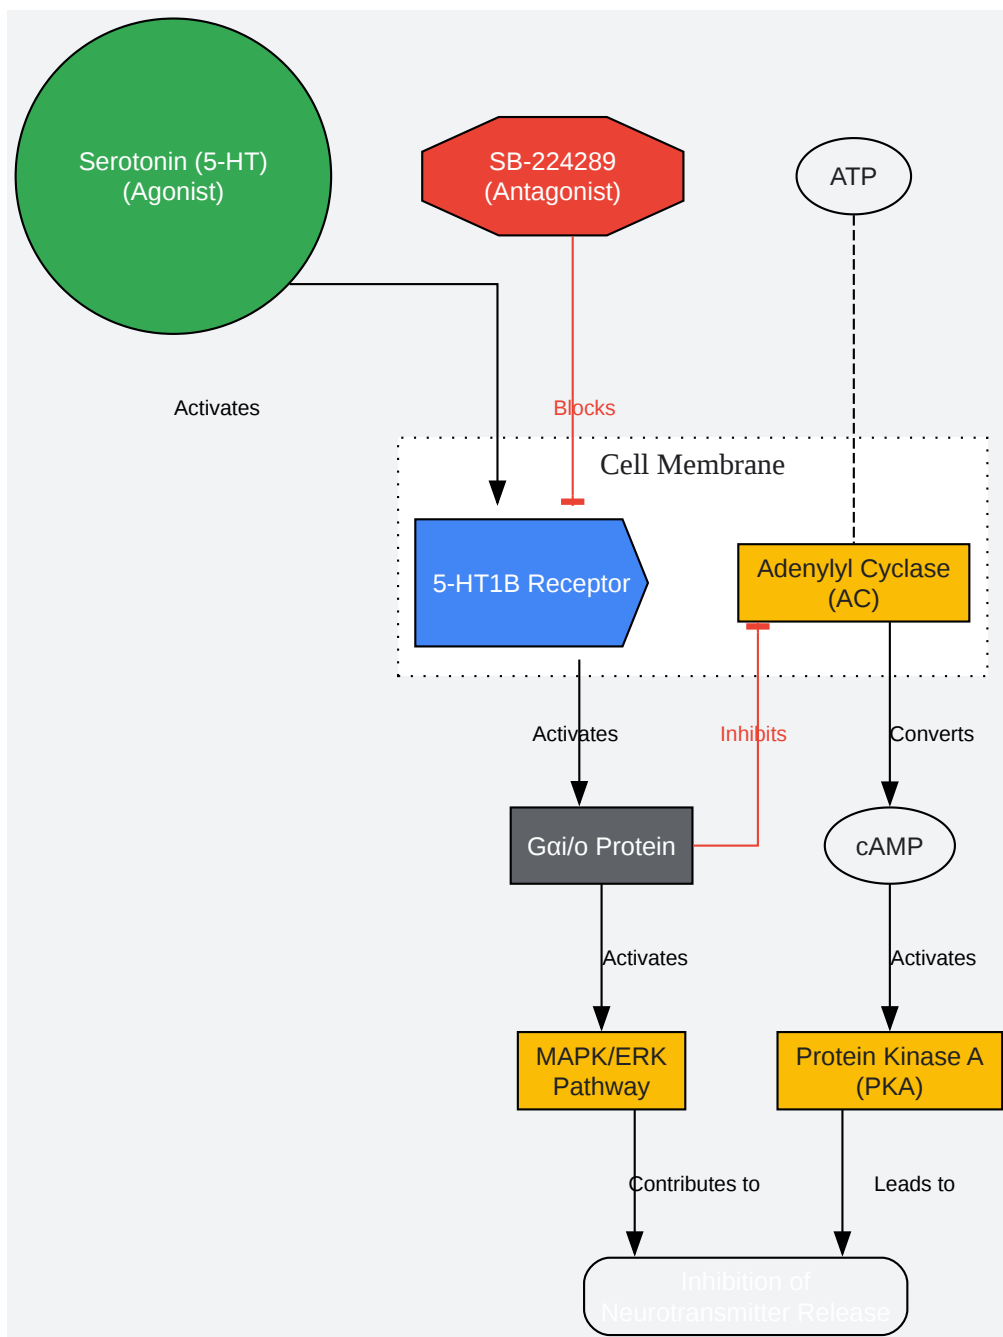 Serotonin (5-HT)
(Agonist)
SB-224289
(Antagonist)
ATP
Activates
Blocks
Cell Membrane
5-HT1B Receptor
Adenylyl Cyclase
(AC)
Activates
Inhibits
Converts
Gαi/o Protein
cAMP
Activates
Activates
MAPK/ERK
Pathway
Protein Kinase A
(PKA)
Contributes to
Leads to
Inhibition of
Neurotransmitter Release